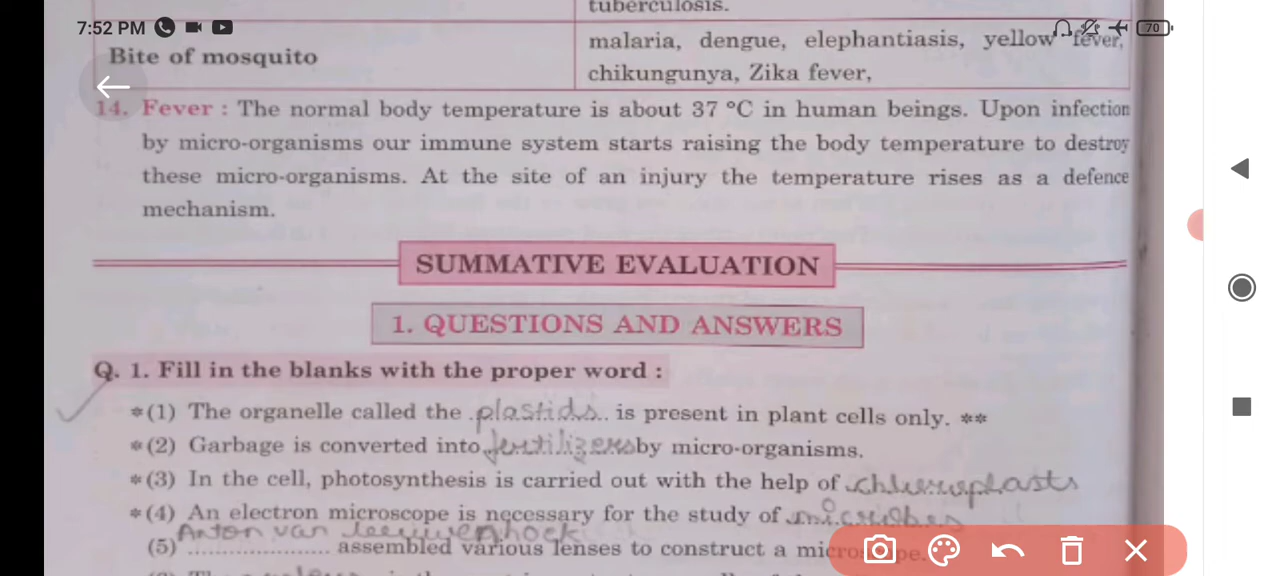 tuberculosis.
7:52 PM
70
Bite of mosquito
malaria, dengue, elephantiasis, yellow fever,
chikungunya, Zika fever,
14. Fever : The normal body temperature is about 37 °C in human beings. Upon infection
by micro-organisms our immune system starts raising the body temperature to destroy
these micro-organisms. At the site of an injury the temperature rises as a defence
mechanism.
SUMMATIVE EVALUATION
1. QUESTIONS AND ANSWERS
Q. 1. Fill in the blanks with the proper word :
*(1) The organelle called the plastids is present in plant cells only. **
*(2) Garbage is converted into fertilizers by micro-organisms.
*(3) In the cell, photosynthesis is carried out with the help of chloroplasts
*(4) An electron microscope is necessary for the study of microbes
Anton van leeuwenhock
(5) .................... assembled various lenses to construct a